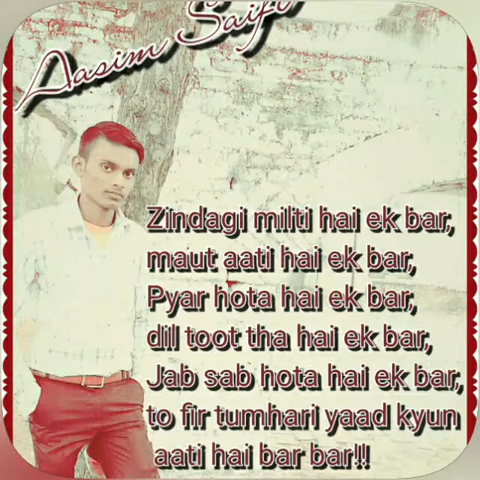 Aasim Saifi
Zindagi milti hai ek bar,
maut aati hai ek bar,
Pyar hota hai ek bar,
dil toot tha hai ek bar,
Jab sab hota hai ek bar,
to fir tumhari yaad kyun
aati hai bar bar!!